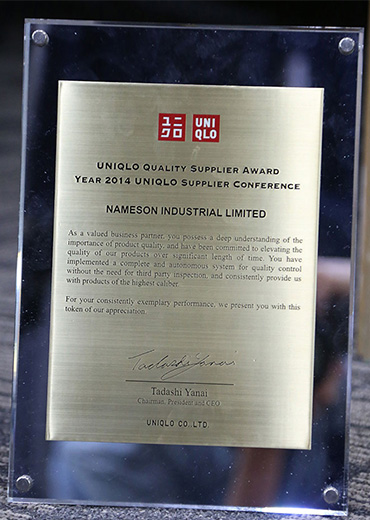 ユニ UNI
クロ QLO
UNIQLO QUALITY SUPPLIER AWARD
YEAR 2014 UNIQLO SUPPLIER CONFERENCE
NAMESON INDUSTRIAL LIMITED
As a valued business partner, you possess a deep understanding of the
importance of product quality, and have been committed to elevating the
quality of our products over significant length of time. You have
implemented a complete and autonomous system for quality control
without the need for third party inspection, and consistently provide us
with products of the highest caliber.
For your consistently exemplary performance, we present you with this
token of our appreciation.
Tadashi Yanai
Tadashi Yanai
Chairman, President and CEO
UNIQLO CO., LTD.